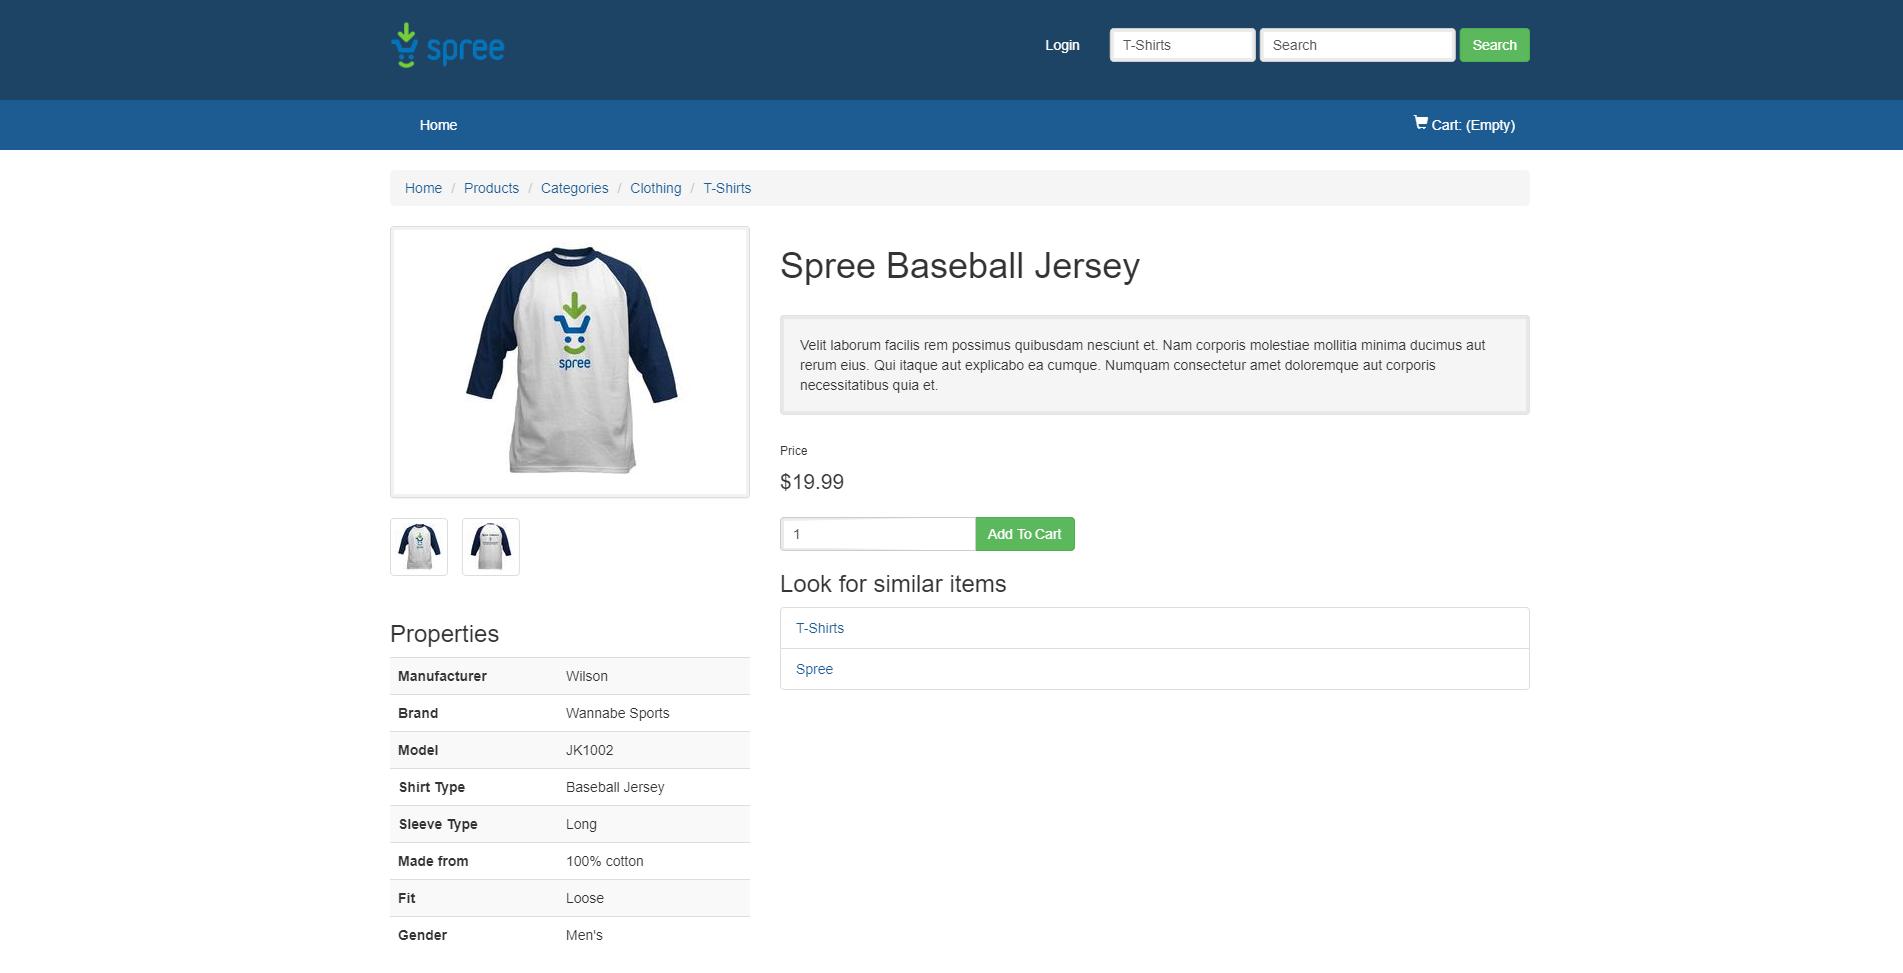 spree
Login
T-Shirts
Search
Search
Home
Cart: (Empty)
Home / Products / Categories / Clothing / T-Shirts
spree
Spree Baseball Jersey
Velit laborum facilis rem possimus quibusdam nesciunt et. Nam corporis molestiae mollitia minima ducimus aut
rerum eius. Qui itaque aut explicabo ea cumque. Numquam consectetur amet doloremque aut corporis
necessitatibus quia et.
Price
$19.99
1
Add To Cart
Look for similar items
T-Shirts
Spree
Properties
Manufacturer Wilson
Brand Wannabe Sports
Model JK1002
Shirt Type Baseball Jersey
Sleeve Type Long
Made from 100% cotton
Fit Loose
Gender Men's